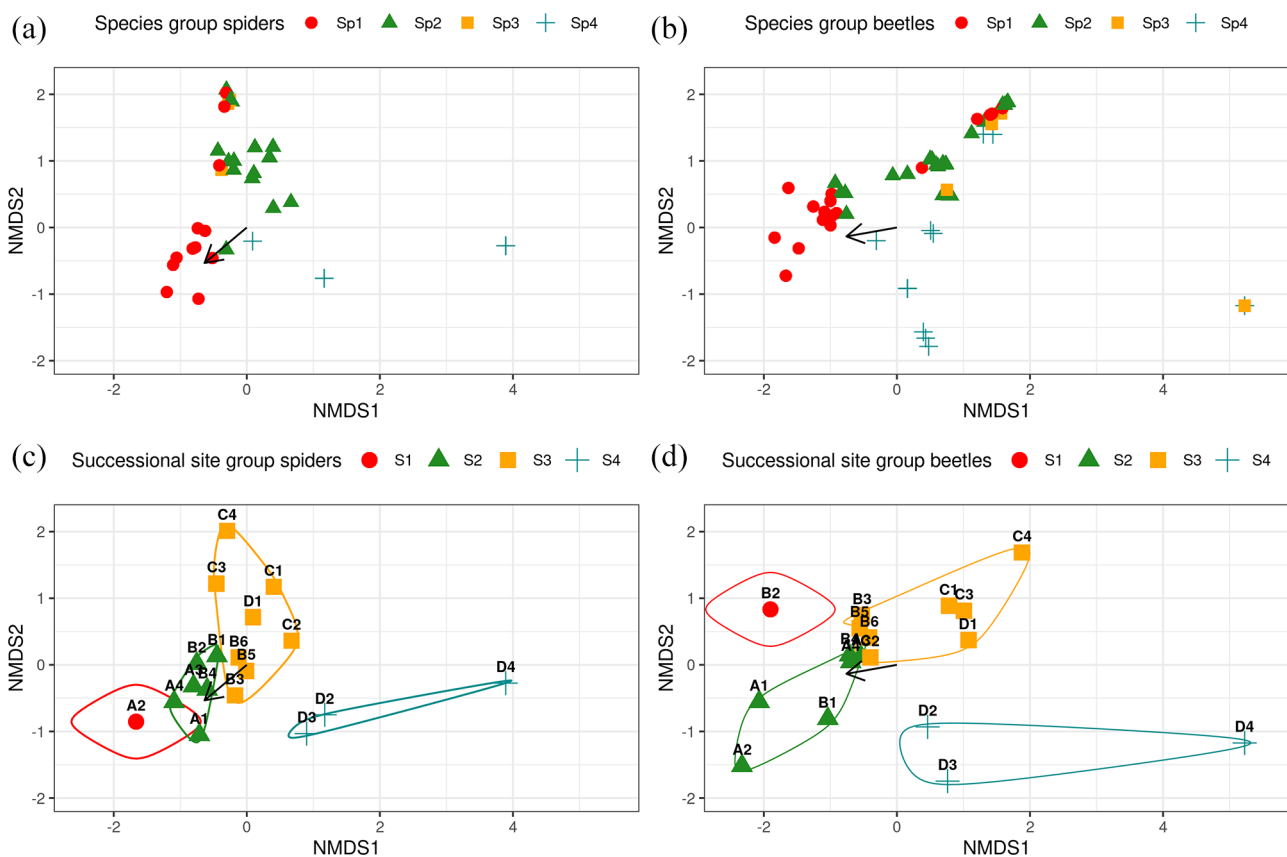 (a) Species group spiders Sp1 Sp2 Sp3 Sp4
2
1
0
-1
-2
NMDS2
-2 0 2 4
NMDS1
(b) Species group beetles Sp1 Sp2 Sp3 Sp4
2
1
0
-1
-2
NMDS2
-2 0 2 4
NMDS1
(c) Successional site group spiders S1 S2 S3 S4
2
1
0
-1
-2
NMDS2
C4
C3 C1
D1
C2
B1 B6
B2
B5
A3 B4
A4 B3
A2
A1
D4
D2
D3
-2 0 2 4
NMDS1
(d) Successional site group beetles S1 S2 S3 S4
2
1
0
-1
-2
NMDS2
C4
B2
C1 C3
B3
B5
B6
D1
A4 C2
A1
B1
A2
D2
D4
D3
-2 0 2 4
NMDS1